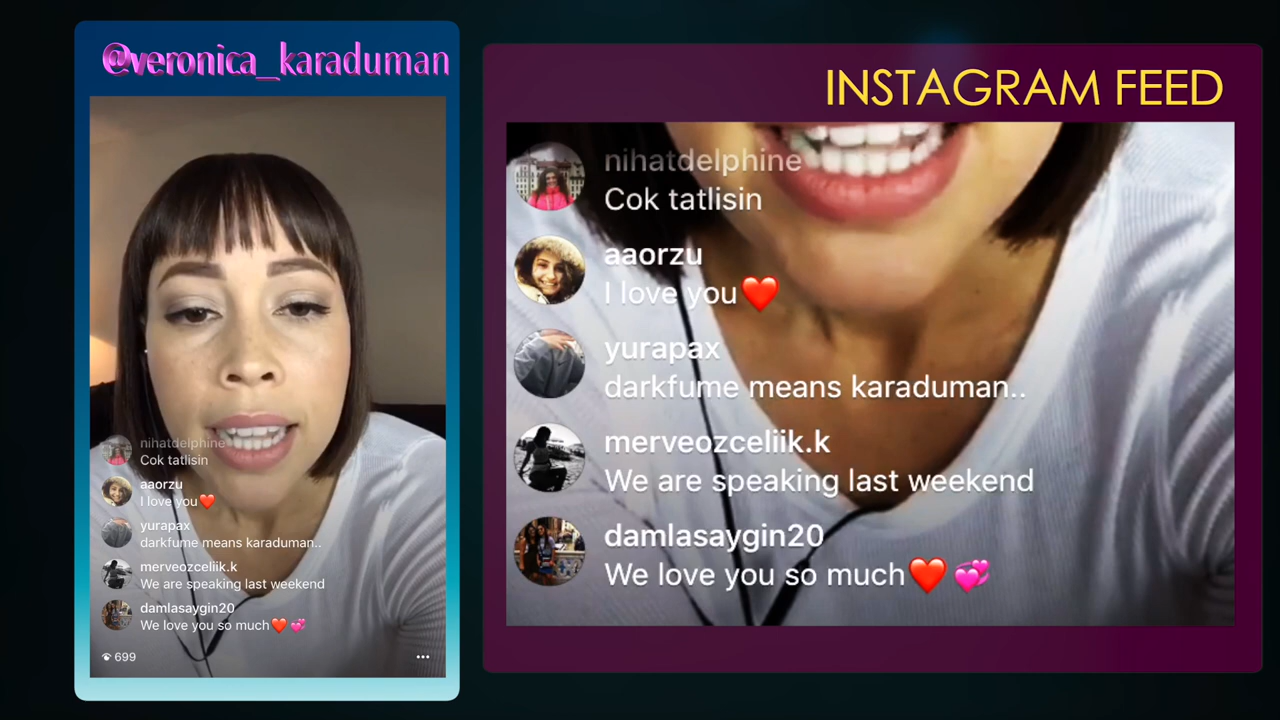 @veronica_karaduman
nihatdelphine
Cok tatlisin
aaorzu
I love you❤️
yurapax
darkfume means karaduman..
merveozceliik.k
We are speaking last weekend
damlasaygin20
We love you so much❤️💞
699
INSTAGRAM FEED
nihatdelphine
Cok tatlisin
aaorzu
I love you❤️
yurapax
darkfume means karaduman..
merveozceliik.k
We are speaking last weekend
damlasaygin20
We love you so much❤️💞